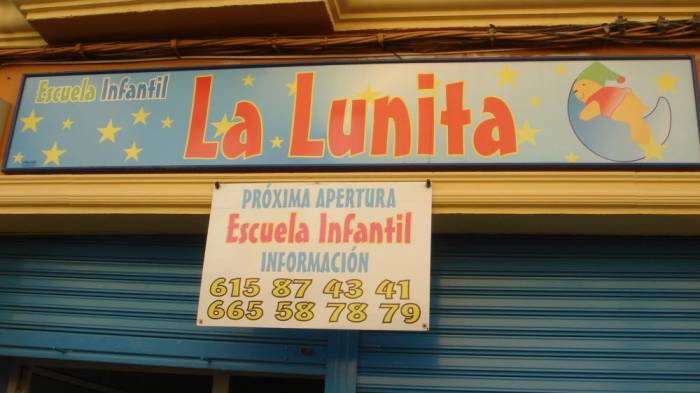 Escuela Infantil
La Lunita
PRÓXIMA APERTURA
Escuela Infantil
INFORMACIÓN
615 87 43 41
665 58 78 79